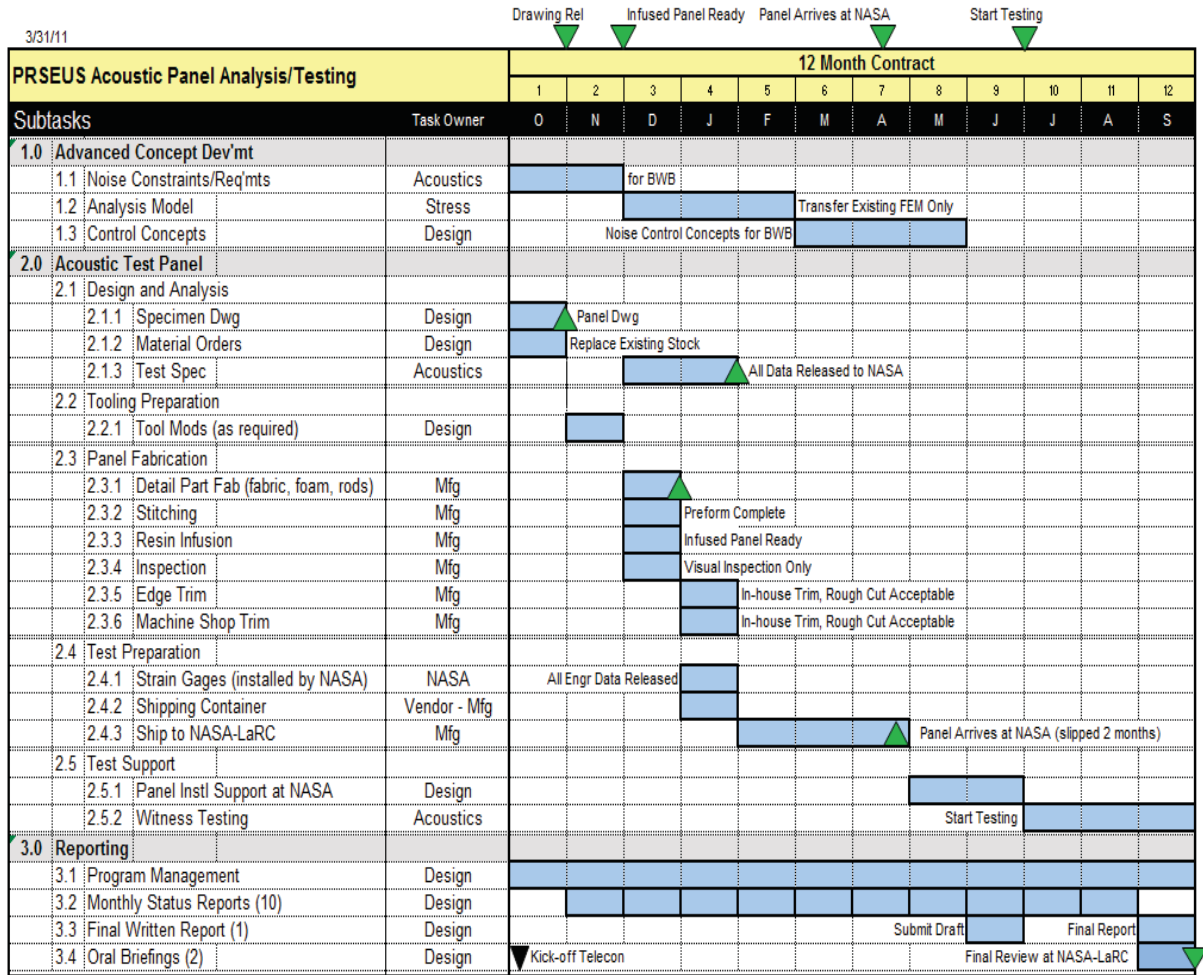 Drawing Rel Infused Panel Ready Panel Arrives at NASA Start Testing
3/31/11
PRSEUS Acoustic Panel Analysis/Testing 12 Month Contract
1 2 3 4 5 6 7 8 9 10 11 12
Subtasks Task Owner O N D J F M A M J J A S
1.0 Advanced Concept Dev'mt
1.1 Noise Constraints/Req'mts Acoustics for BWB
1.2 Analysis Model Stress Transfer Existing FEM Only
1.3 Control Concepts Design Noise Control Concepts for BWB
2.0 Acoustic Test Panel
2.1 Design and Analysis
2.1.1 Specimen Dwg Design Panel Dwg
2.1.2 Material Orders Design Replace Existing Stock
2.1.3 Test Spec Acoustics All Data Released to NASA
2.2 Tooling Preparation
2.2.1 Tool Mods (as required) Design
2.3 Panel Fabrication
2.3.1 Detail Part Fab (fabric, foam, rods) Mfg
2.3.2 Stitching Mfg Preform Complete
2.3.3 Resin Infusion Mfg Infused Panel Ready
2.3.4 Inspection Mfg Visual Inspection Only
2.3.5 Edge Trim Mfg In-house Trim, Rough Cut Acceptable
2.3.6 Machine Shop Trim Mfg In-house Trim, Rough Cut Acceptable
2.4 Test Preparation
2.4.1 Strain Gages (installed by NASA) NASA All Engr Data Released
2.4.2 Shipping Container Vendor - Mfg
2.4.3 Ship to NASA-LaRC Mfg Panel Arrives at NASA (slipped 2 months)
2.5 Test Support
2.5.1 Panel Instl Support at NASA Design
2.5.2 Witness Testing Acoustics Start Testing
3.0 Reporting
3.1 Program Management Design
3.2 Monthly Status Reports (10) Design
3.3 Final Written Report (1) Design Submit Draft Final Report
3.4 Oral Briefings (2) Design Kick-off Telecon Final Review at NASA-LaRC